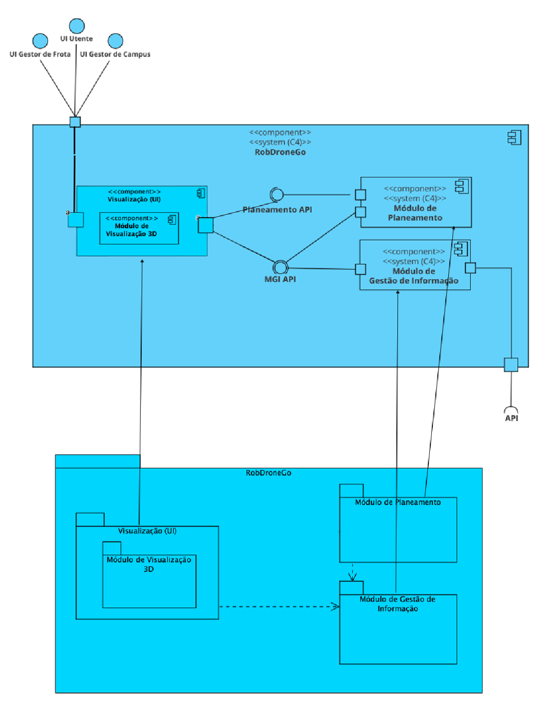 UI Utente
UI Gestor de Frota
UI Gestor de Campus
<<component>>
<<system (C4)>>
RobDroneGo
<<component>>
Visualização (UI)
<<component>>
Módulo de
Visualização 3D
Planeamento API
MGI API
<<component>>
<<system (C4)>>
Módulo de
Planeamento
<<component>>
<<system (C4)>>
Módulo de
Gestão de Informação
API
RobDroneGo
Visualização (UI)
Módulo de Visualização
3D
Módulo de Planeamento
Módulo de Gestão de
Informação